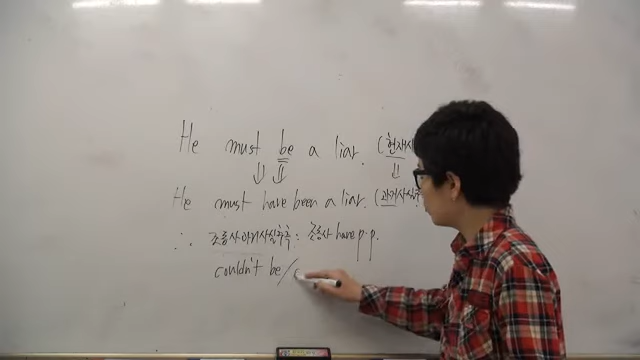 He must be a liar. (현재사
He must have been a liar. (과거사실추
∴ 조동사 과거사실추측 : 조동사 have p.p.
couldn't be/